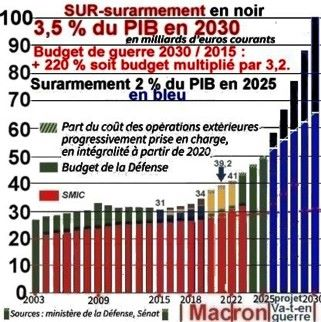 SUR-surarmement en noir
3,5 % du PIB en 2030
en milliards d'euros courants
Budget de guerre 2030 / 2015 :
+ 220 % soit budget multiplié par 3,2.
Surarmement 2 % du PIB en 2025
en bleu
Part du coût des opérations extérieures
progressivement prise en charge,
en intégralité à partir de 2020
Budget de la Défense
SMIC
100
90
80
70
60
50
40
30
20
10
0
31
34
39,2
41
2003
2009
2015
2018
2022
2025
projet
2030
Macron
Va-t-en
guerre
Sources : ministère de la Défense, Sénat